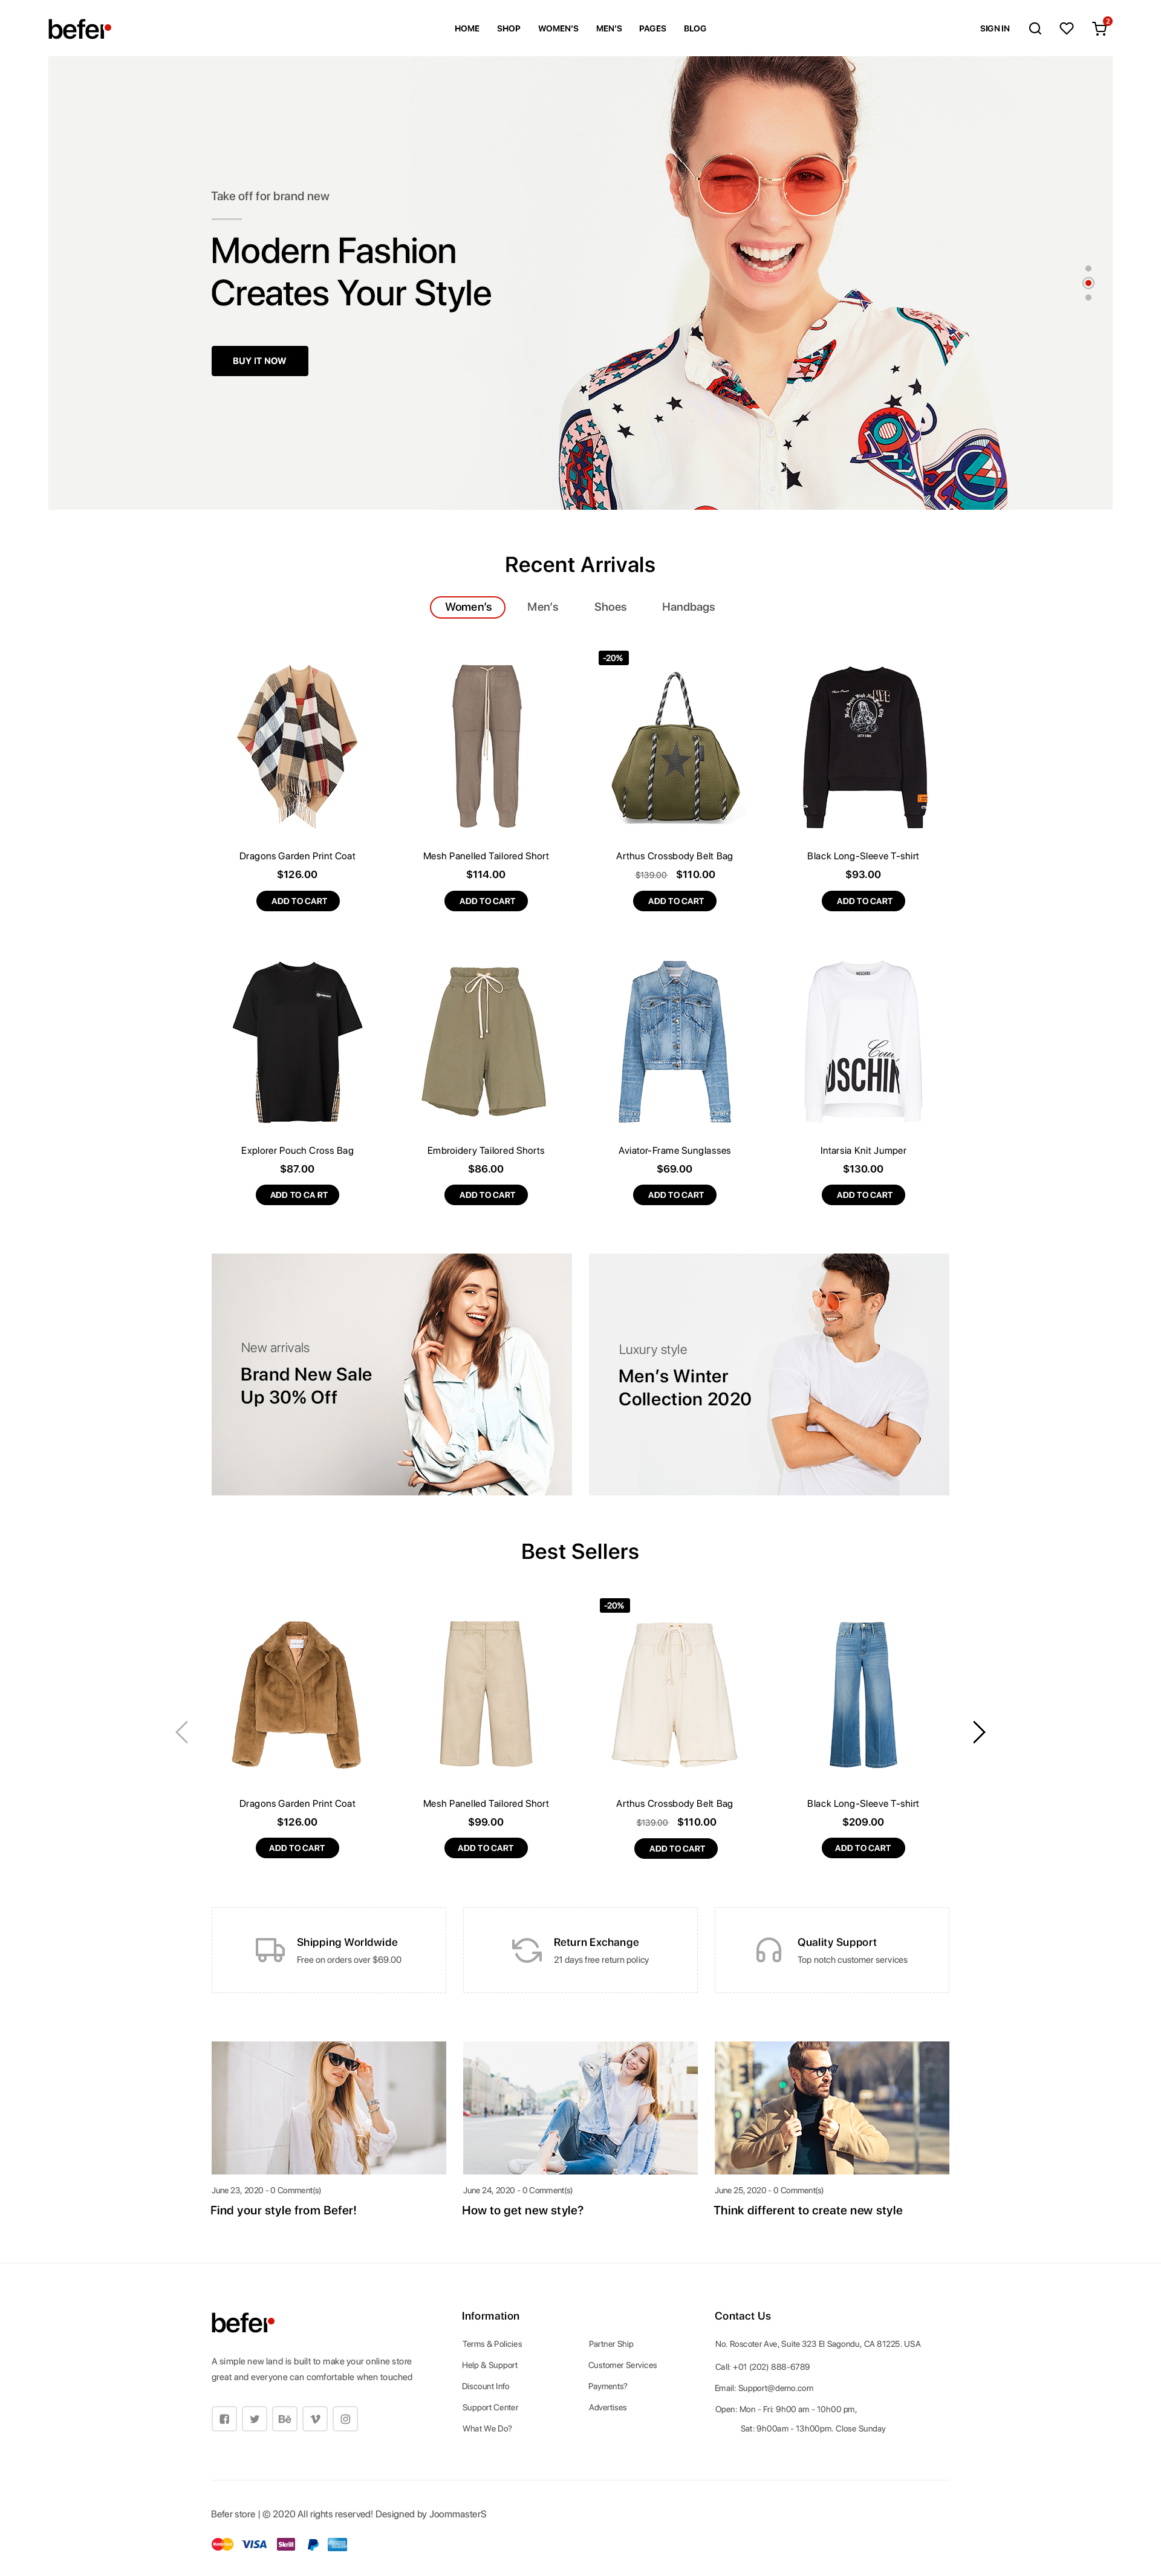 befer
HOME SHOP WOMEN'S MEN'S PAGES BLOG
SIGN IN
2
Take off for brand new
Modern Fashion
Creates Your Style
BUY IT NOW
Recent Arrivals
Women's Men's Shoes Handbags
-20%
Dragons Garden Print Coat
$126.00
ADD TO CART
Mesh Panelled Tailored Short
$114.00
ADD TO CART
Arthus Crossbody Belt Bag
$139.00 $110.00
ADD TO CART
Black Long-Sleeve T-shirt
$93.00
ADD TO CART
MOSCHINO
Cou
OSCHIN
Explorer Pouch Cross Bag
$87.00
ADD TO CA RT
Embroidery Tailored Shorts
$86.00
ADD TO CART
Aviator-Frame Sunglasses
$69.00
ADD TO CART
Intarsia Knit Jumper
$130.00
ADD TO CART
New arrivals
Brand New Sale
Up 30% Off
Luxury style
Men's Winter
Collection 2020
Best Sellers
-20%
Dragons Garden Print Coat
$126.00
ADD TO CART
Mesh Panelled Tailored Short
$99.00
ADD TO CART
Arthus Crossbody Belt Bag
$139.00 $110.00
ADD TO CART
Black Long-Sleeve T-shirt
$209.00
ADD TO CART
Shipping Worldwide
Free on orders over $69.00
Return Exchange
21 days free return policy
Quality Support
Top notch customer services
June 23, 2020 - 0 Comment(s)
Find your style from Befer!
June 24, 2020 - 0 Comment(s)
How to get new style?
June 25, 2020 - 0 Comment(s)
Think different to create new style
befer
A simple new land is built to make your online store
great and everyone can comfortable when touched
Bē
Information
Terms & Policies
Help & Support
Discount Info
Support Center
What We Do?
Partner Ship
Customer Services
Payments?
Advertises
Contact Us
No. Roscoter Ave, Suite 323 El Sagondu, CA 81225. USA
Call: +01 (202) 888-6789
Email: Support@demo.com
Open: Mon - Fri: 9h00 am - 10h00 pm,
Sat: 9h00am - 13h00pm. Close Sunday
Befer store | © 2020 All rights reserved! Designed by JoommasterS
MasterCard VISA Skrill